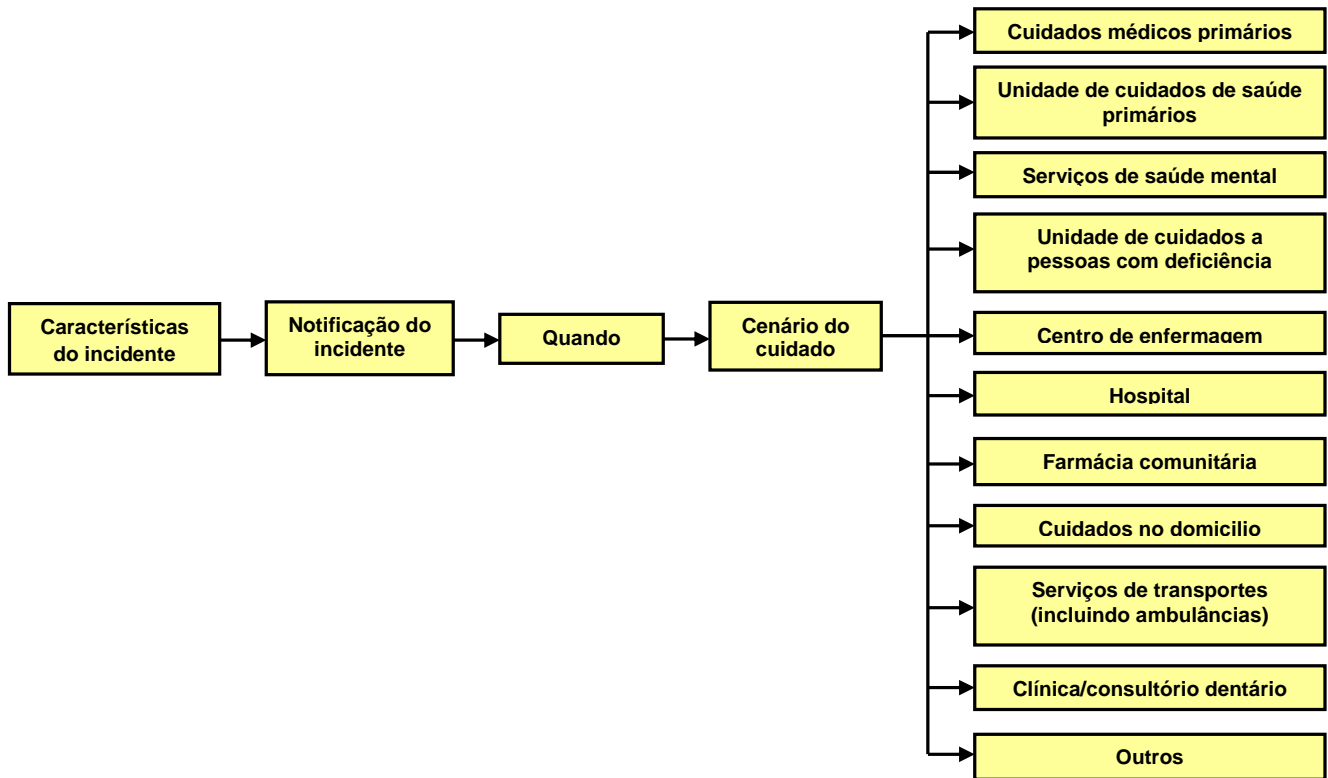 Características
do incidente
Notificação do
incidente
Quando
Cenário do
cuidado
Cuidados médicos primários
Unidade de cuidados de saúde
primários
Serviços de saúde mental
Unidade de cuidados a
pessoas com deficiência
Centro de enfermagem
Hospital
Farmácia comunitária
Cuidados no domicilio
Serviços de transportes
(incluindo ambulâncias)
Clínica/consultório dentário
Outros